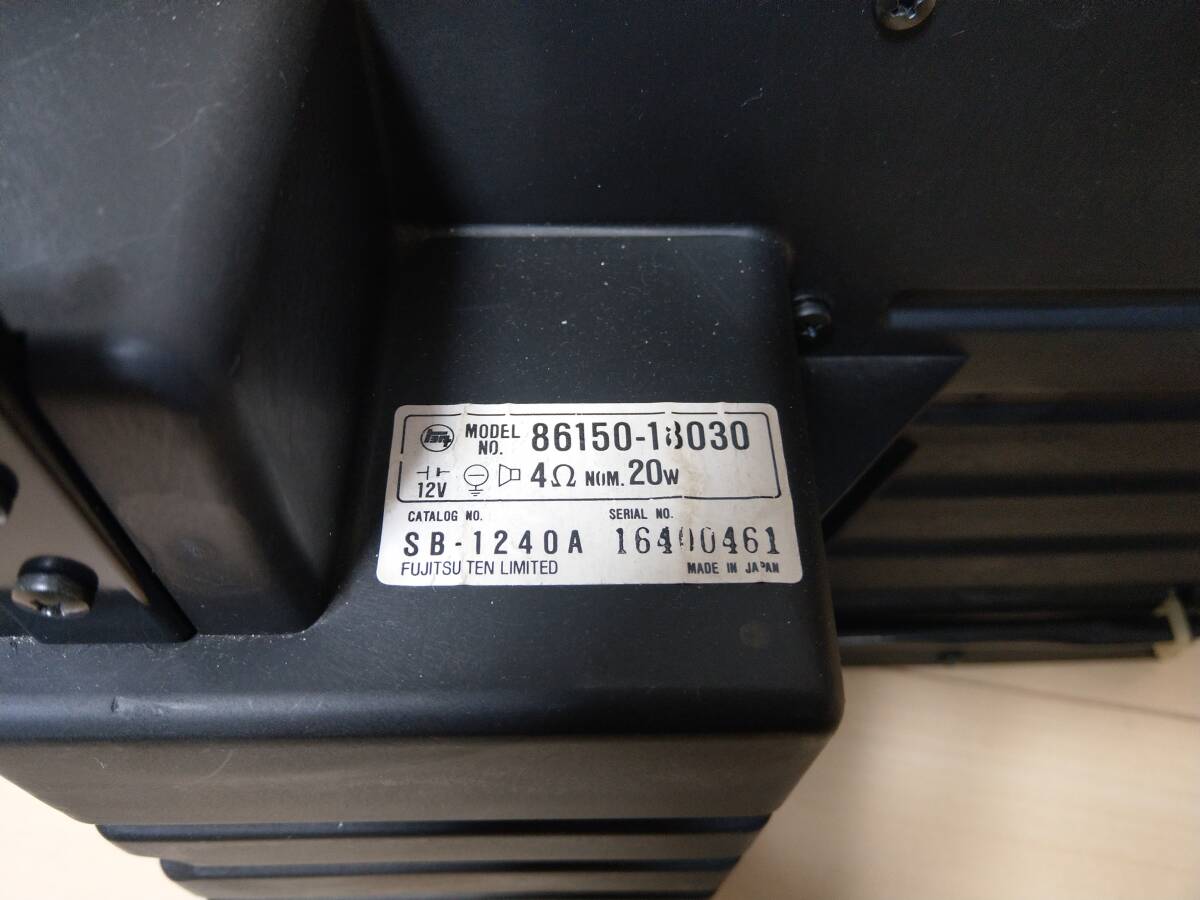 TEQ MODEL NO. 86150-18030
12V 4Ω NOM. 20W
CATALOG NO. SERIAL NO.
SB-1240A 16400461
FUJITSU TEN LIMITED MADE IN JAPAN